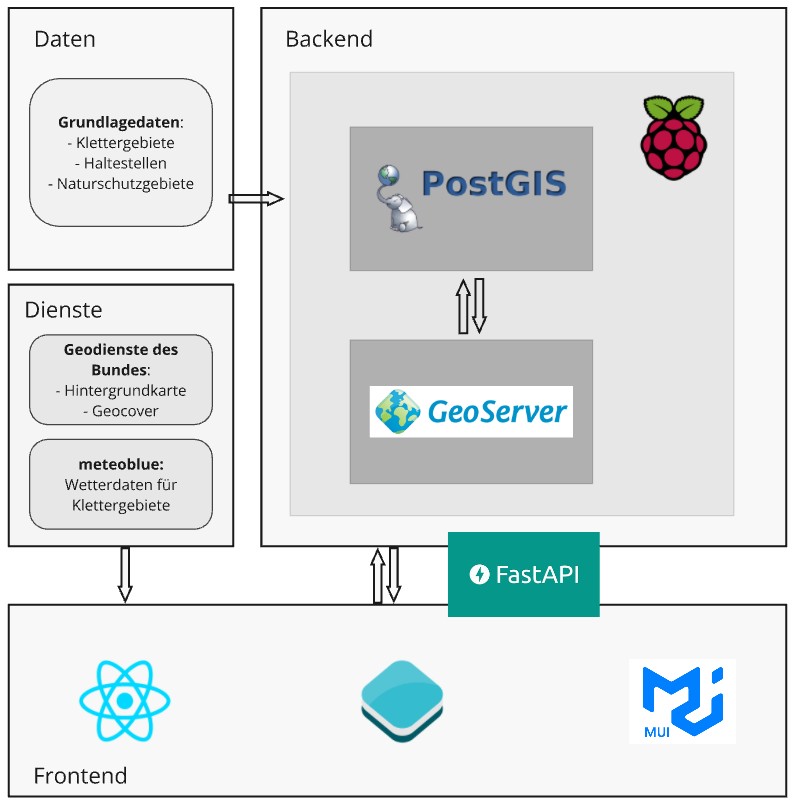 Daten
Grundlagedaten:
- Klettergebiete
- Haltestellen
- Naturschutzgebiete
Dienste
Geodienste des
Bundes:
- Hintergrundkarte
- Geocover
meteoblue:
Wetterdaten für
Klettergebiete
Backend
PostGIS
GeoServer
FastAPI
MUI
Frontend